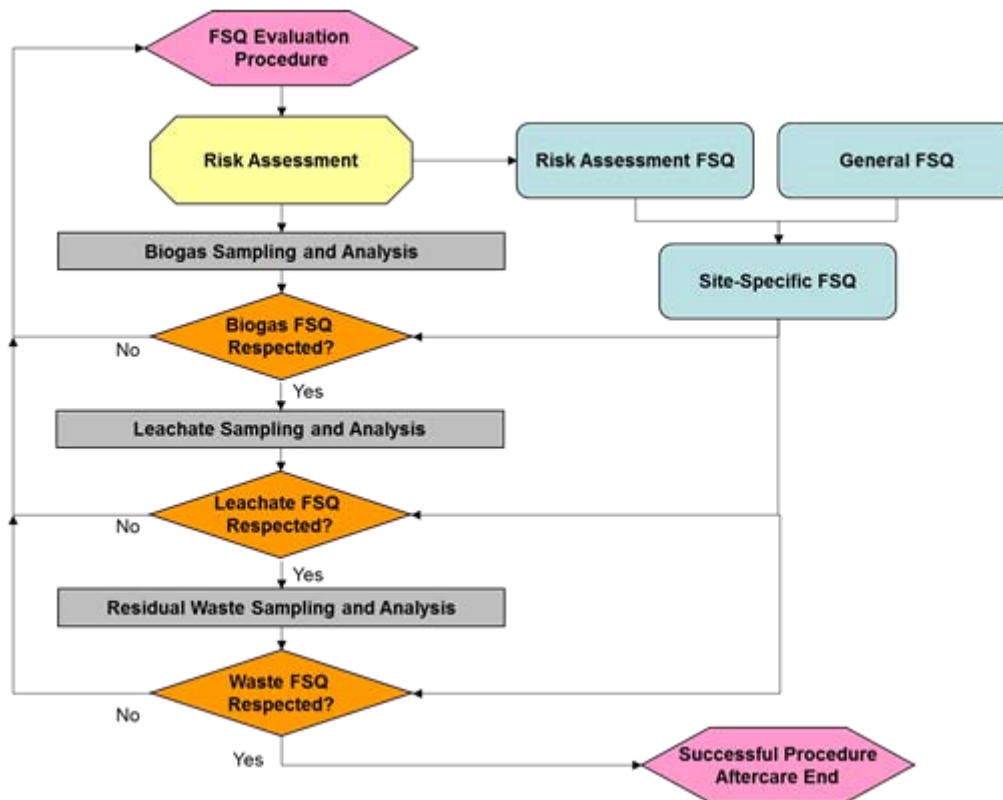 FSQ Evaluation
Procedure
Risk Assessment
Risk Assessment FSQ
General FSQ
Biogas Sampling and Analysis
Site-Specific FSQ
Biogas FSQ
Respected?
No
Yes
Leachate Sampling and Analysis
Leachate FSQ
Respected?
No
Yes
Residual Waste Sampling and Analysis
Waste FSQ
Respected?
No
Yes
Successful Procedure
Aftercare End